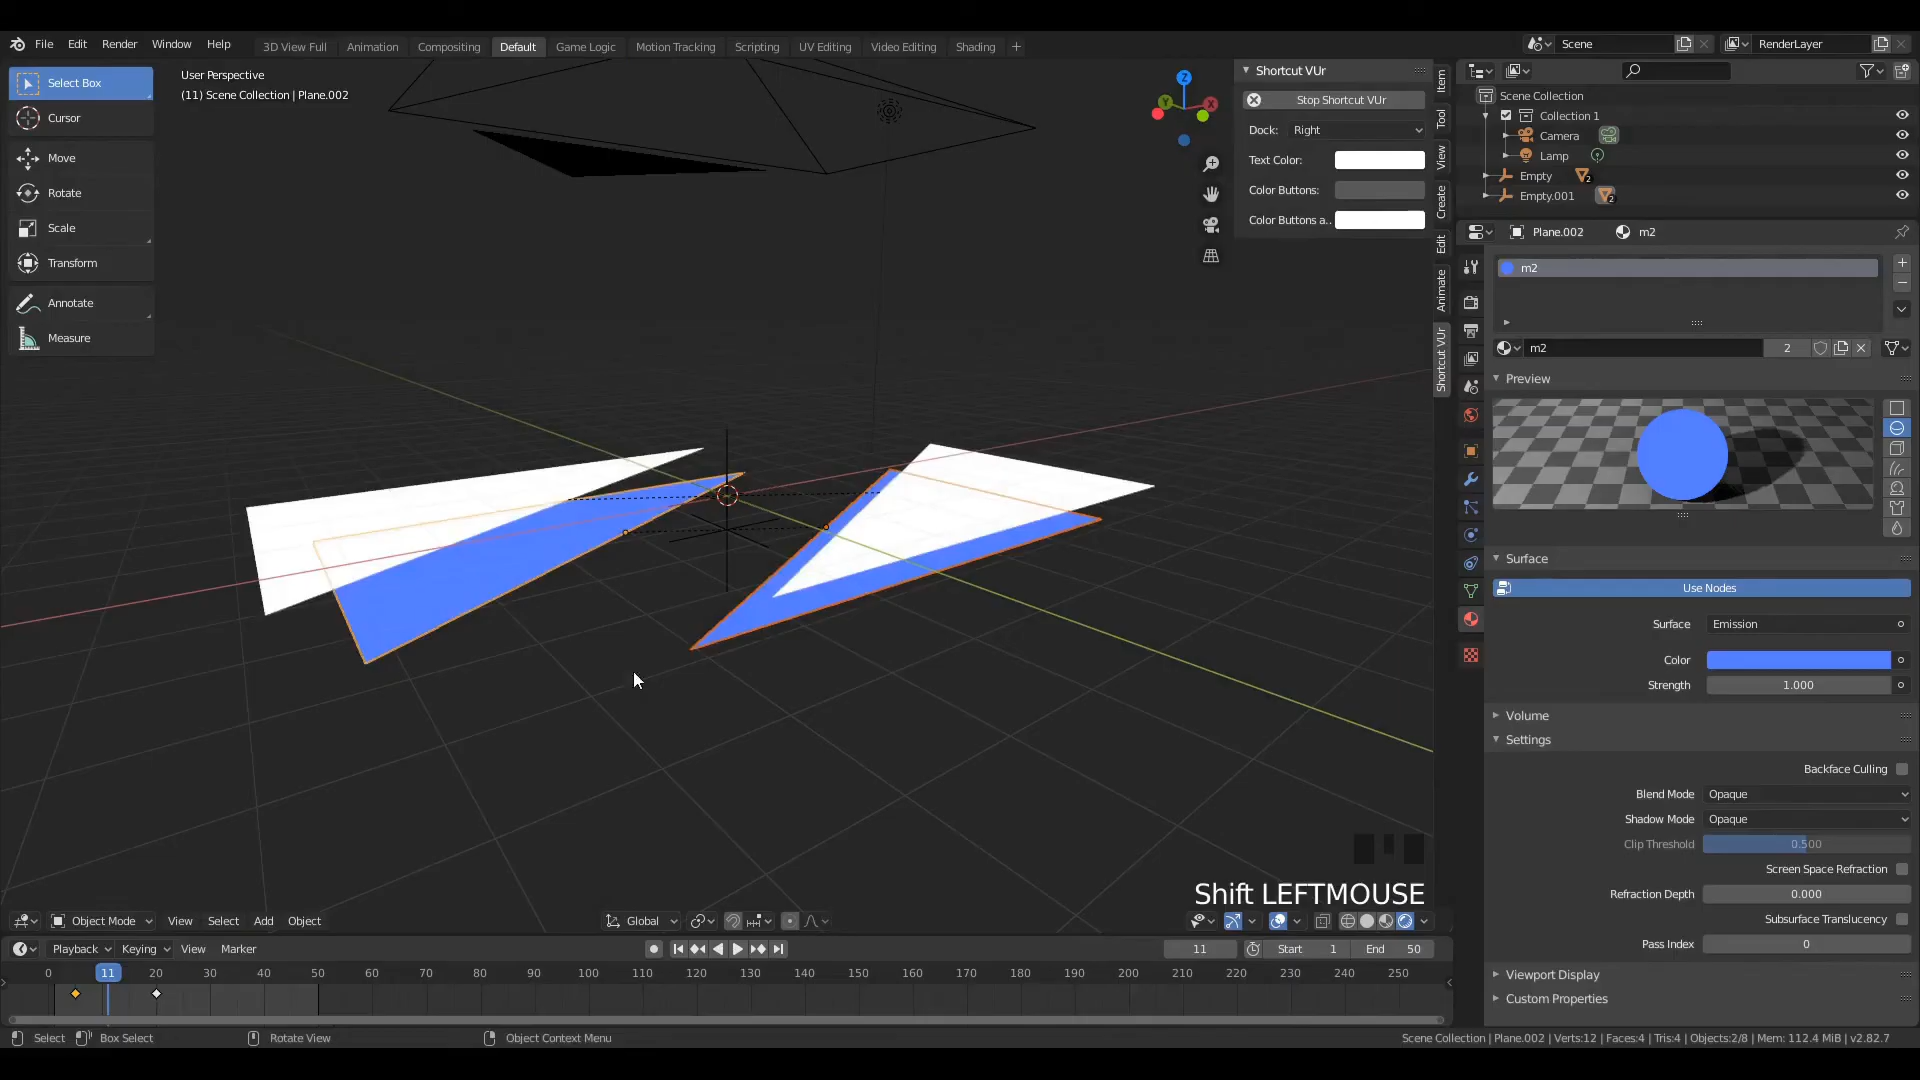 File Edit Render Window Help 3D View Full Animation Compositing Default Game Logic Motion Tracking Scripting UV Editing Video Editing Shading + Scene RenderLayer
Select Box
Cursor
Move
Rotate
Scale
Transform
Annotate
Measure
User Perspective
(11) Scene Collection | Plane.002
Z
Y
X
Shortcut VUr
Stop Shortcut VUr
Dock: Right
Text Color:
Color Buttons:
Color Buttons a..
Item
Tool
View
Create
Edit
Animate
Shortcut VUr
Scene Collection
Collection 1
Camera
Lamp
Empty 2
Empty.001 2
Plane.002 m2
m2
m2 2
Preview
Surface
Use Nodes
Surface Emission
Color
Strength 1.000
Volume
Settings
Backface Culling
Blend Mode Opaque
Shadow Mode Opaque
Clip Threshold 0.500
Screen Space Refraction
Refraction Depth 0.000
Subsurface Translucency
Pass Index 0
Viewport Display
Custom Properties
Shift LEFTMOUSE
Object Mode View Select Add Object Global
Playback Keying View Marker 11 Start 1 End 50
0 11 20 30 40 50 60 70 80 90 100 110 120 130 140 150 160 170 180 190 200 210 220 230 240 250
Select Box Select Rotate View Object Context Menu Scene Collection | Plane.002 | Verts:12 | Faces:4 | Tris:4 | Objects:2/8 | Mem: 112.4 MiB | v2.82.7